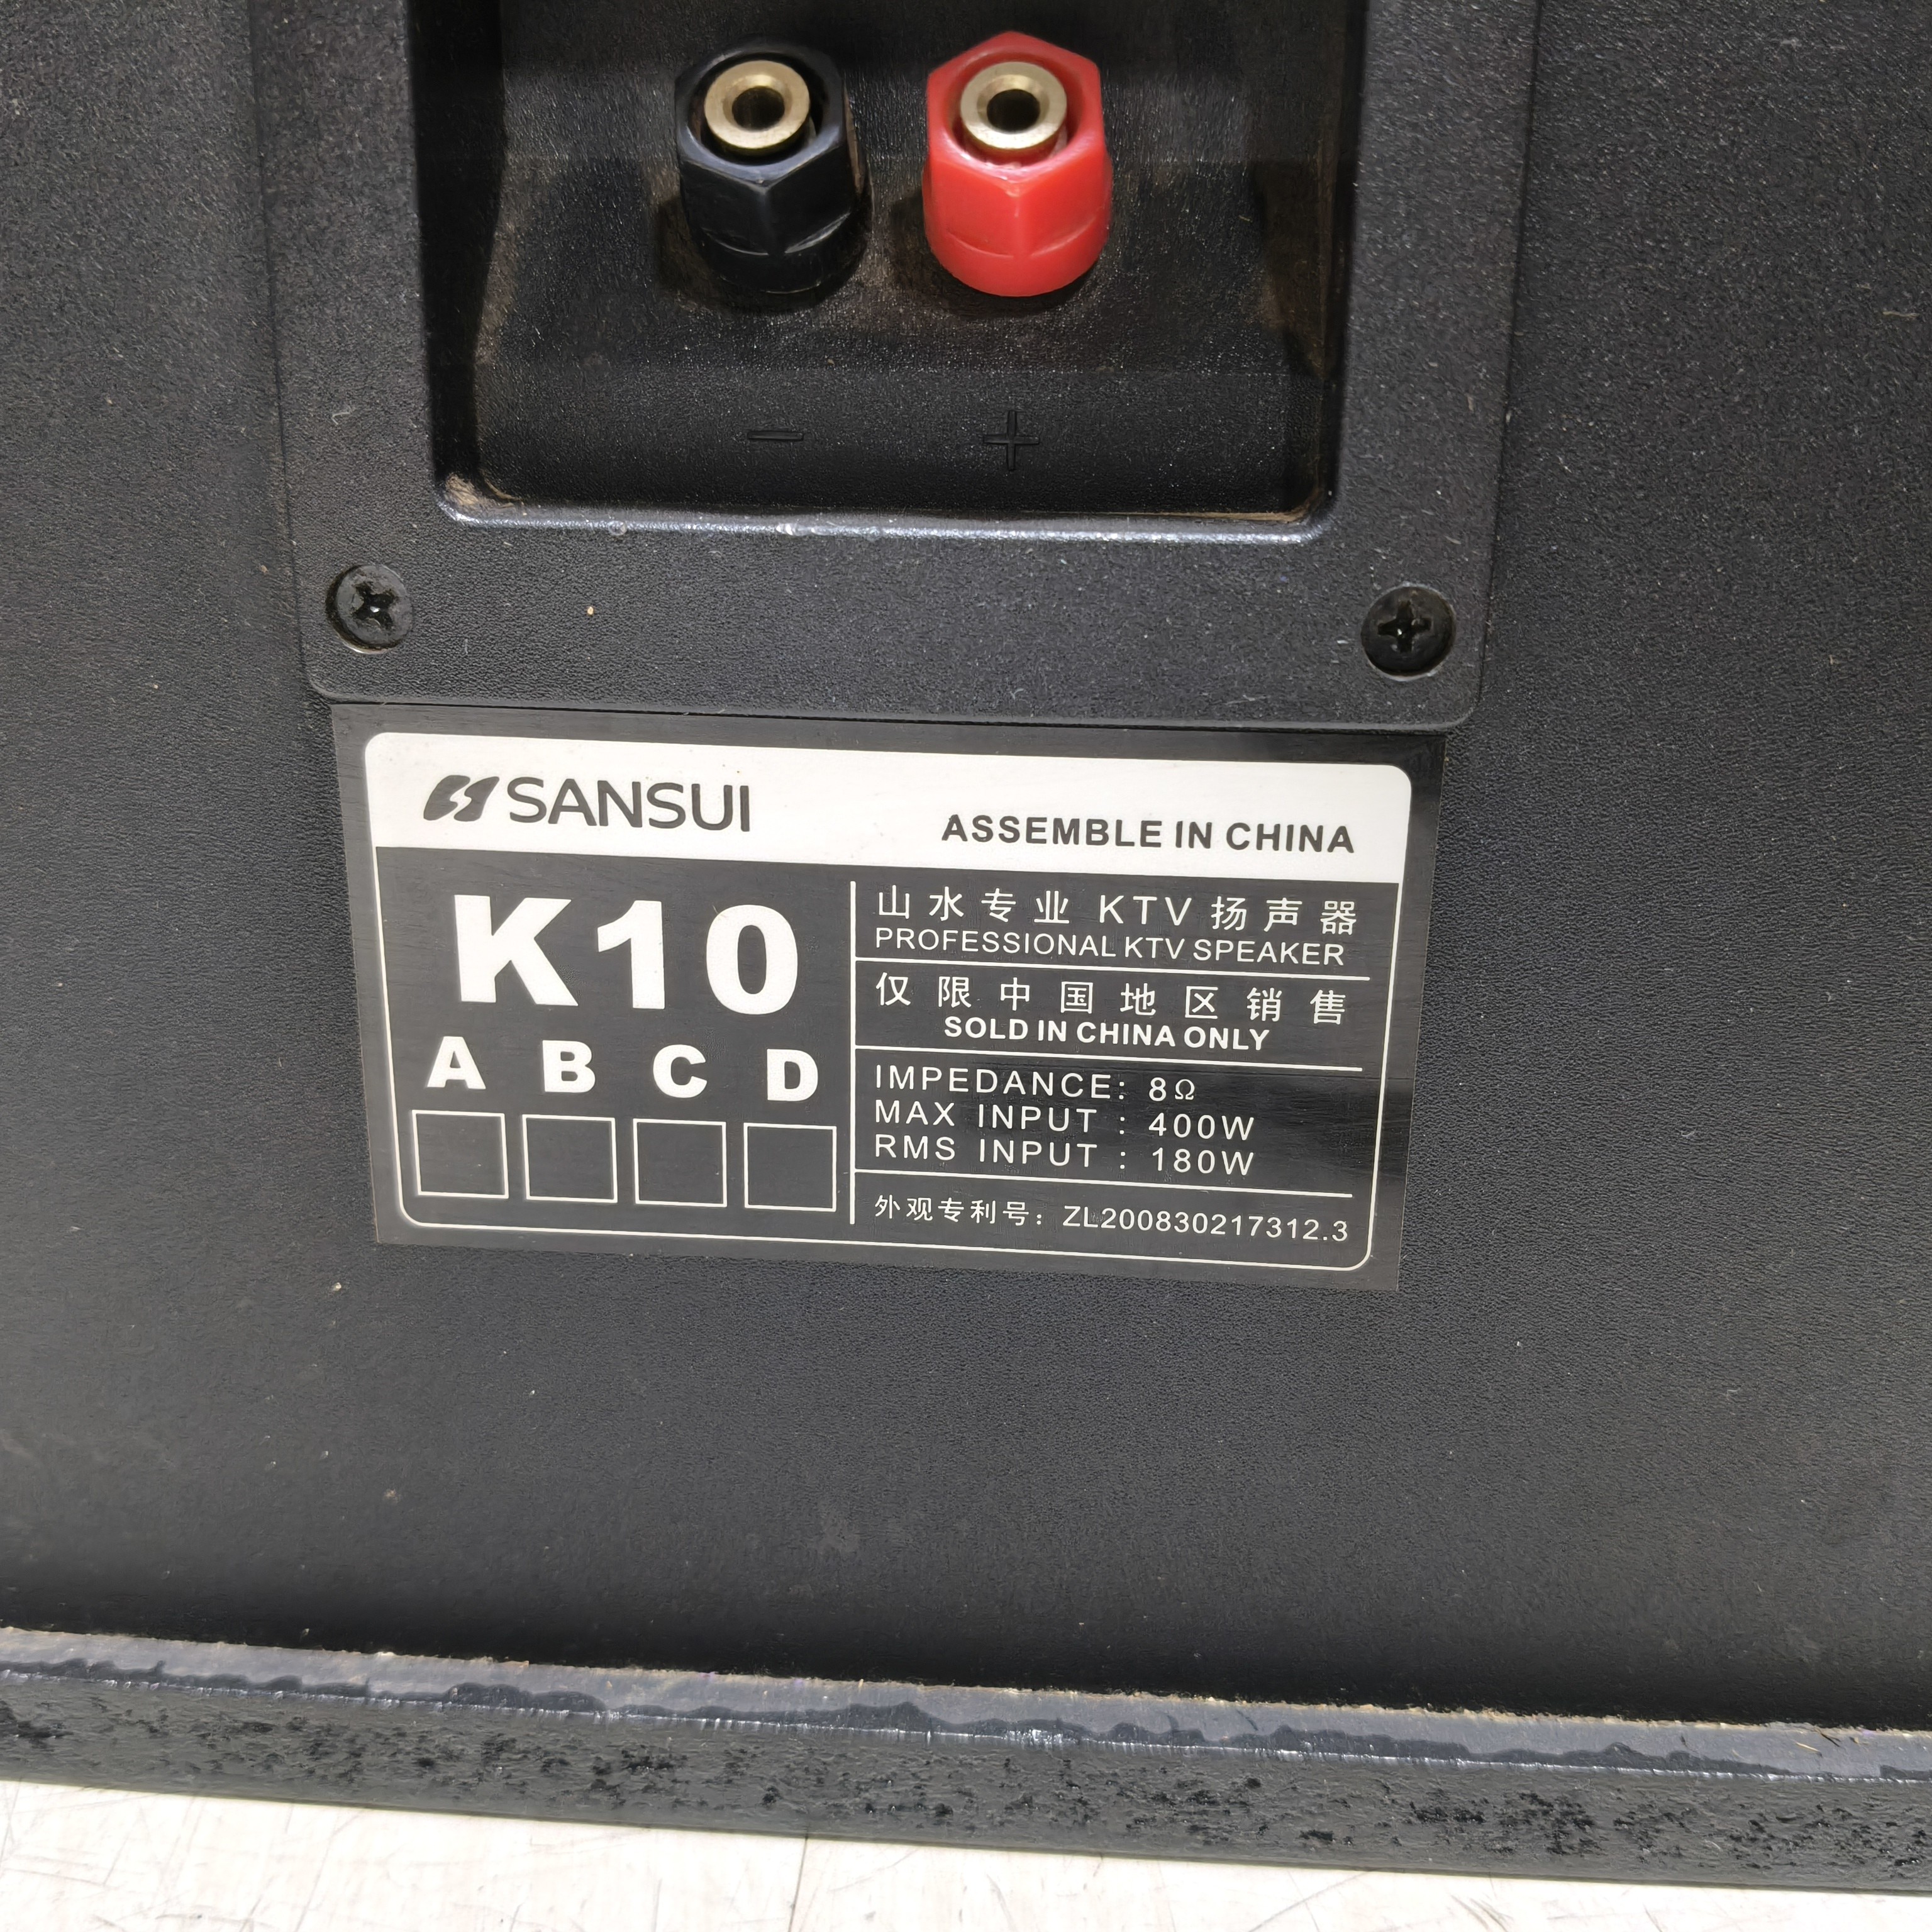 − +
SANSUI
ASSEMBLE IN CHINA
K10
A B C D
山水专业 KTV 扬声器
PROFESSIONAL KTV SPEAKER
仅限中国地区销售
SOLD IN CHINA ONLY
IMPEDANCE: 8Ω
MAX INPUT : 400W
RMS INPUT : 180W
外观专利号: ZL200830217312.3